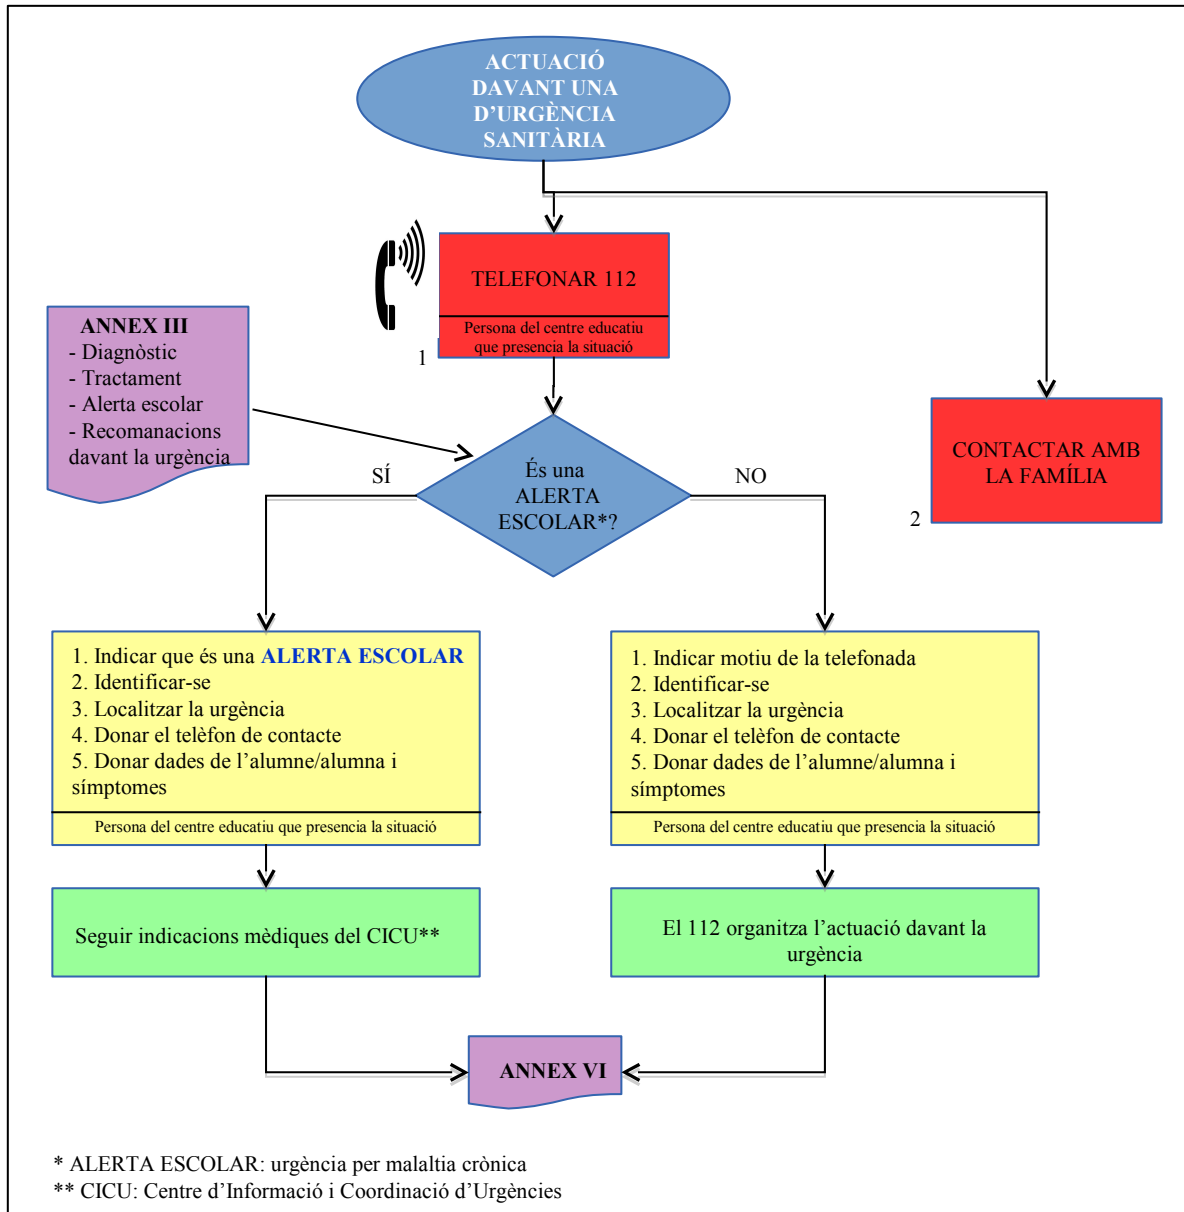 ACTUACIÓ
DAVANT UNA
D’URGÈNCIA
SANITÀRIA
TELEFONAR 112
Persona del centre educatiu
que presencia la situació
1
ANNEX III
- Diagnòstic
- Tractament
- Alerta escolar
- Recomanacions
davant la urgència
CONTACTAR AMB
LA FAMÍLIA
2
És una
ALERTA
ESCOLAR*?
SÍ
NO
1. Indicar que és una ALERTA ESCOLAR
2. Identificar-se
3. Localitzar la urgència
4. Donar el telèfon de contacte
5. Donar dades de l’alumne/alumna i
símptomes
Persona del centre educatiu que presencia la situació
1. Indicar motiu de la telefonada
2. Identificar-se
3. Localitzar la urgència
4. Donar el telèfon de contacte
5. Donar dades de l’alumne/alumna i
símptomes
Persona del centre educatiu que presencia la situació
Seguir indicacions mèdiques del CICU**
El 112 organitza l’actuació davant la
urgència
ANNEX VI
* ALERTA ESCOLAR: urgència per malaltia crònica
** CICU: Centre d’Informació i Coordinació d’Urgències